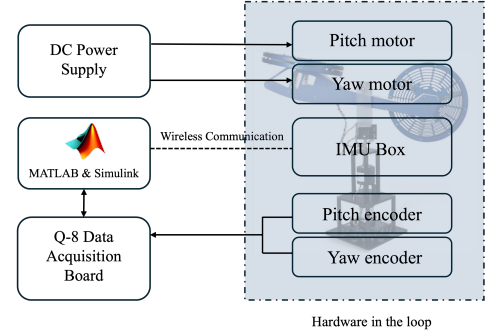 DC Power
Supply
Pitch motor
Yaw motor
MATLAB & Simulink
Wireless Communication
IMU Box
Q-8 Data
Acquisition
Board
Pitch encoder
Yaw encoder
Hardware in the loop